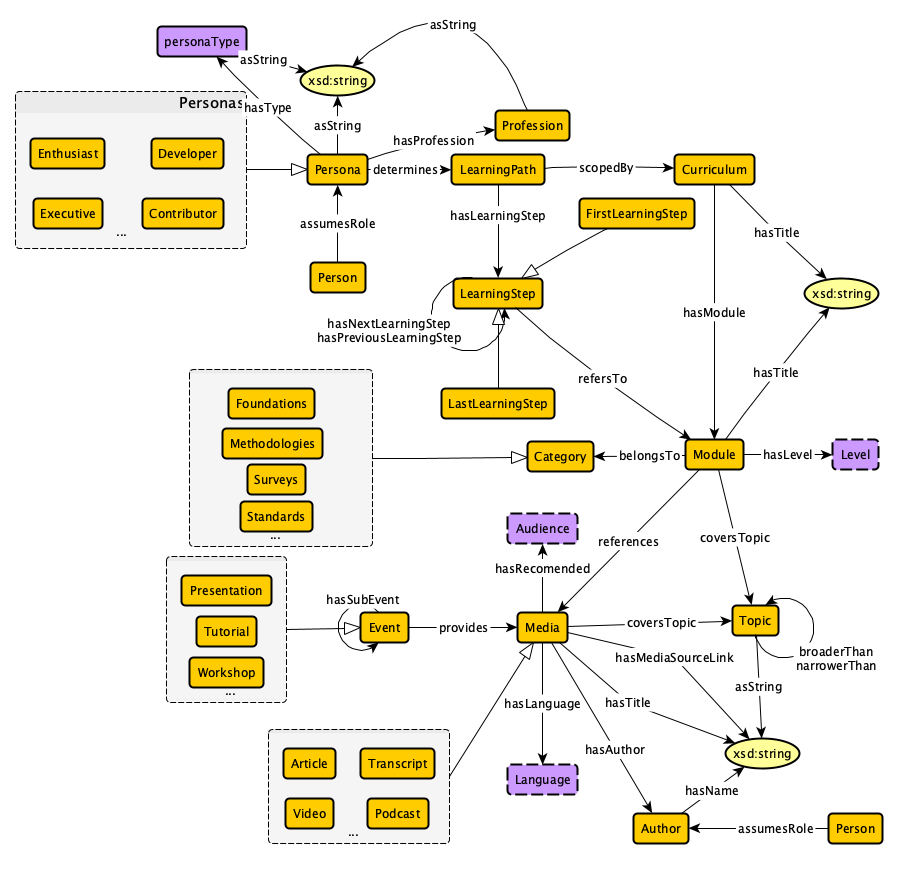 asString
personaType
asString
xsd:string
Personas
hasType
asString
Profession
hasProfession
Enthusiast
Developer
Persona
determines
LearningPath
scopedBy
Curriculum
Executive
Contributor
...
assumesRole
hasLearningStep
FirstLearningStep
hasTitle
Person
LearningStep
xsd:string
hasNextLearningStep
hasPreviousLearningStep
hasModule
refersTo
hasTitle
Foundations
LastLearningStep
Methodologies
Surveys
Standards
...
Category
belongsTo
Module
hasLevel
Level
Audience
references
coversTopic
hasRecomended
Presentation
Tutorial
Workshop
...
hasSubEvent
Event
provides
Media
coversTopic
Topic
broaderThan
narrowerThan
hasMediaSourceLink
asString
hasLanguage
hasTitle
hasAuthor
xsd:string
Article
Transcript
Video
Podcast
...
Language
hasName
Author
assumesRole
Person